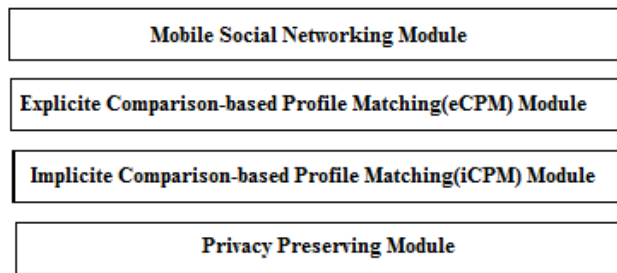 Mobile Social Networking Module
Explicite Comparison-based Profile Matching(eCPM) Module
Implicite Comparison-based Profile Matching(iCPM) Module
Privacy Preserving Module